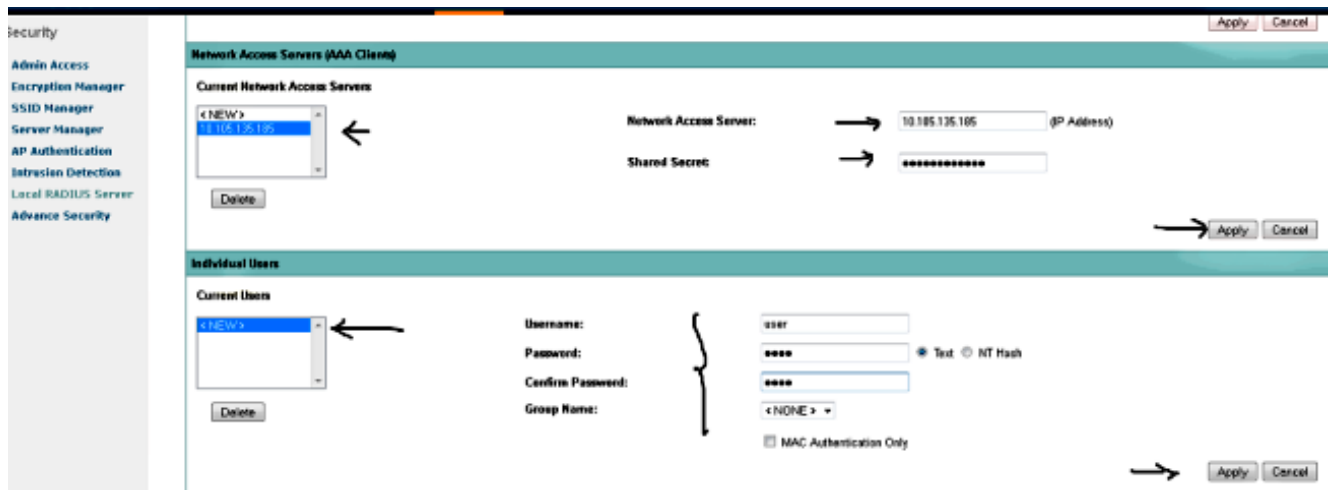 Security
Apply Cancel
Network Access Servers (AAA Clients)
Admin Access
Encryption Manager
SSID Manager
Server Manager
AP Authentication
Intrusion Detection
Local RADIUS Server
Advance Security
Current Network Access Servers
<NEW>
10.105.135.185
Network Access Server: 10.105.135.185 (IP Address)
Shared Secret: ●●●●●●●●●●●●
Delete
Apply Cancel
Individual Users
Current Users
<NEW>
Username: user
Password: ●●●● Text NT Hash
Confirm Password: ●●●●
Group Name: <NONE>
Delete
MAC Authentication Only
Apply Cancel